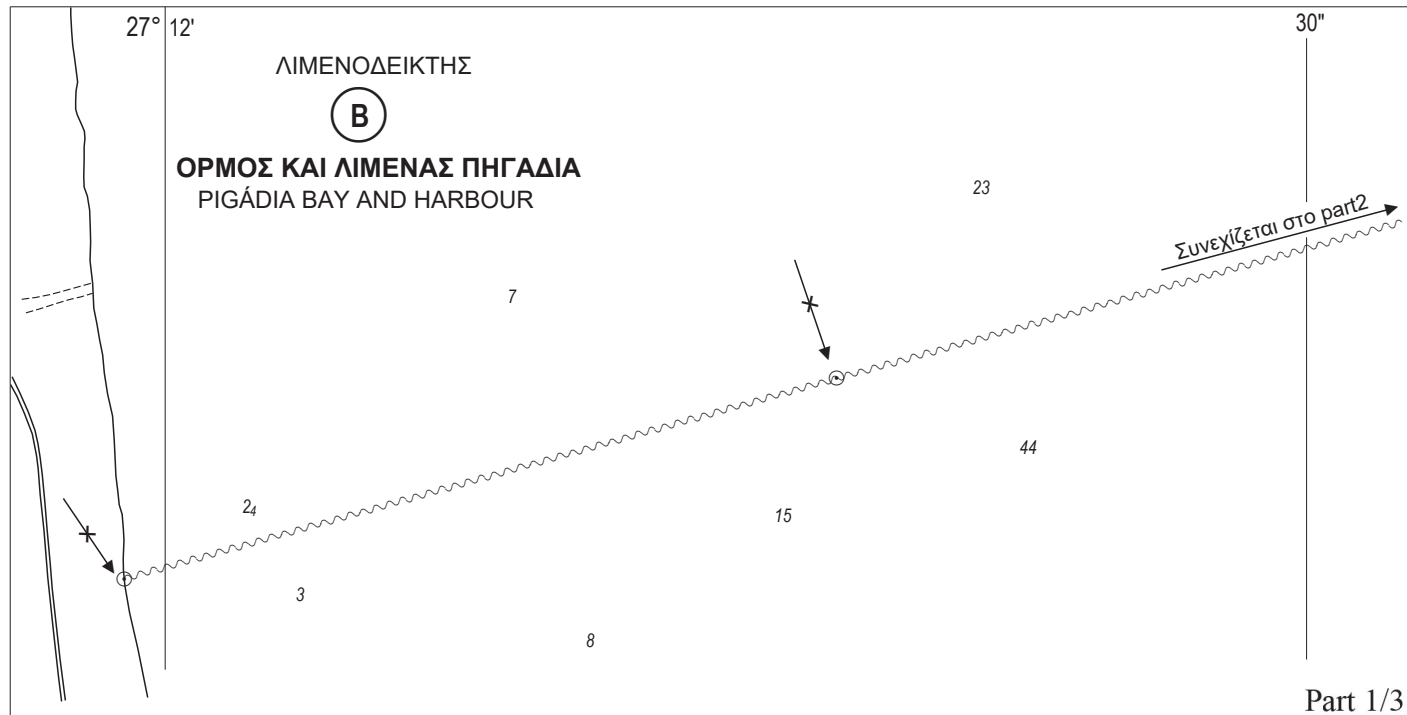 27° 12'
30"
ΛΙΜΕΝΟΔΕΙΚΤΗΣ
B
ΟΡΜΟΣ ΚΑΙ ΛΙΜΕΝΑΣ ΠΗΓΑΔΙΑ
PIGÁDIA BAY AND HARBOUR
23
Συνεχίζεται στο part2
7
44
24
15
3
8
Part 1/3